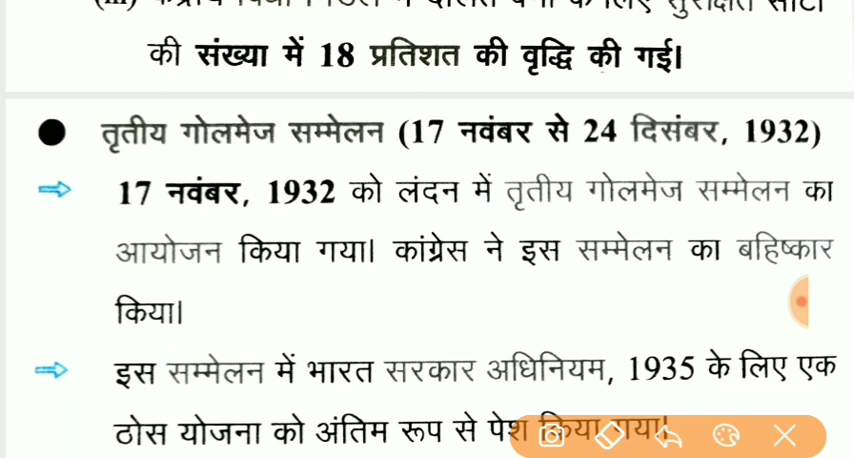 की संख्या में 18 प्रतिशत की वृद्धि की गई।
तृतीय गोलमेज सम्मेलन (17 नवंबर से 24 दिसंबर, 1932)
17 नवंबर, 1932 को लंदन में तृतीय गोलमेज सम्मेलन का
आयोजन किया गया। कांग्रेस ने इस सम्मेलन का बहिष्कार
किया।
इस सम्मेलन में भारत सरकार अधिनियम, 1935 के लिए एक
ठोस योजना को अंतिम रूप से पेश किया गया।